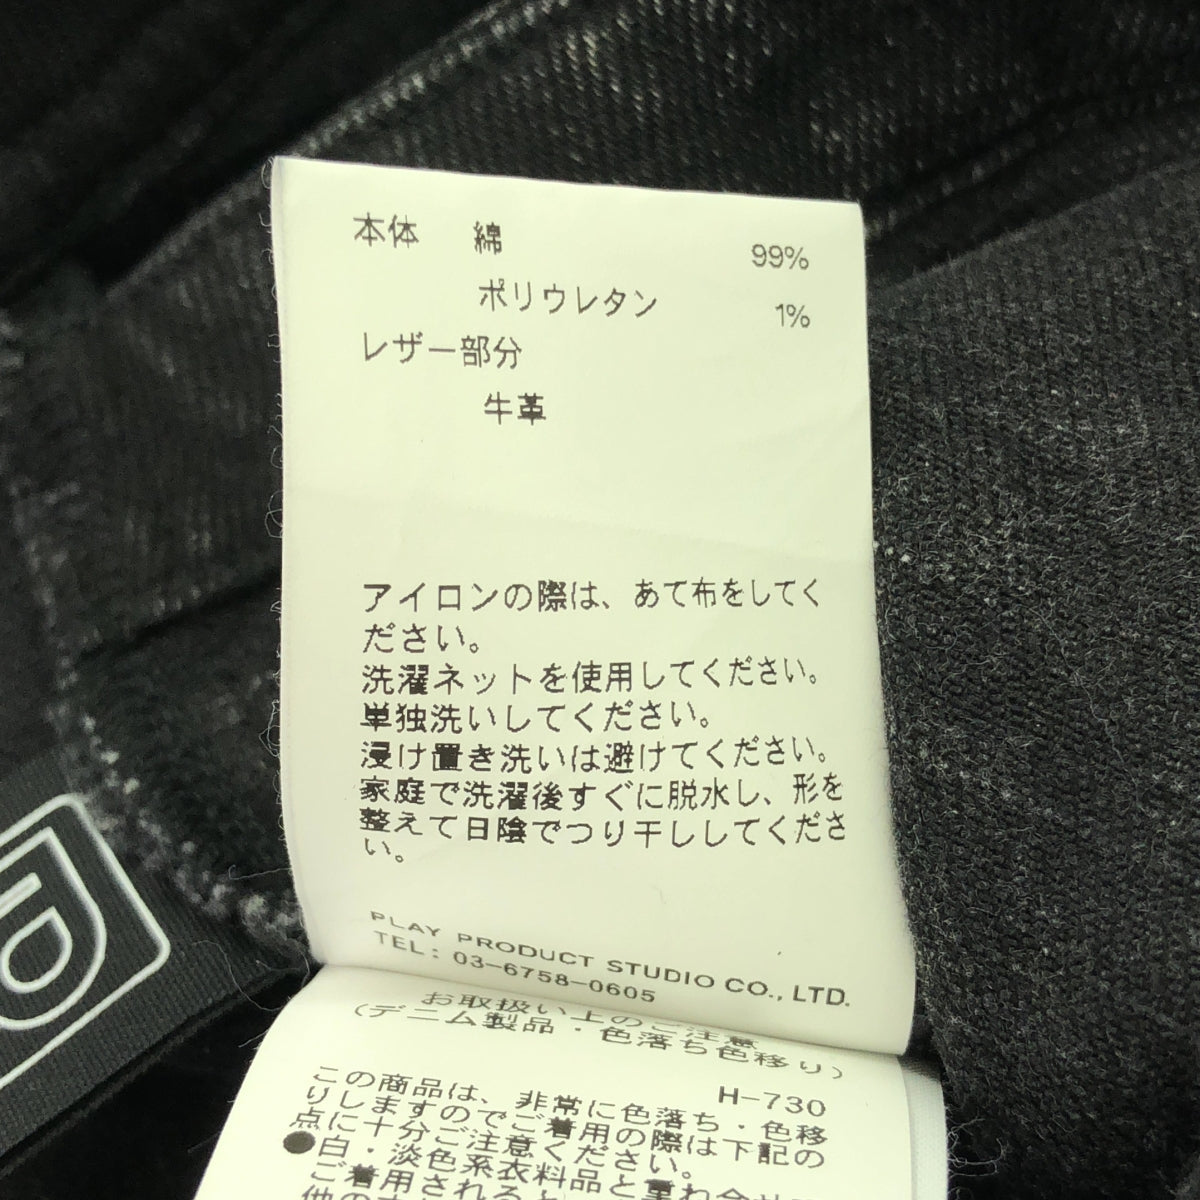 本体 綿 99%
ポリウレタン 1%
レザー部分
牛革
アイロンの際は、あて布をしてく
ださい。
洗濯ネットを使用してください。
単独洗いしてください。
浸け置き洗いは避けてください。
家庭で洗濯後すぐに脱水し、形を
整えて日陰でつり干ししてくださ
い。
PLAY PRODUCT STUDIO CO., LTD.
TEL: 03-6758-0605
お取扱い上のご注意
(デニム製品・色落ち色移り)
H-730
この商品は、非常に色落ち・色移
りしますのでご着用の際は下記の
点に十分ご注意ください。
●白・淡色系衣料品と重ね合せ
ご着用されると